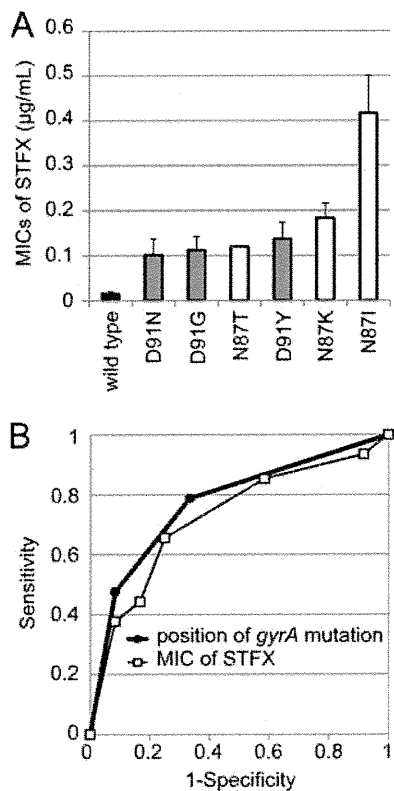 A
MICs of STFX (μg/mL)
0.6
0.5
0.4
0.3
0.2
0.1
0
wild type
D91N
D91G
N87T
D91Y
N87K
N87I
B
Sensitivity
1
0.8
0.6
0.4
0.2
0
position of gyrA mutation
MIC of STFX
0 0.2 0.4 0.6 0.8 1
1-Specificity